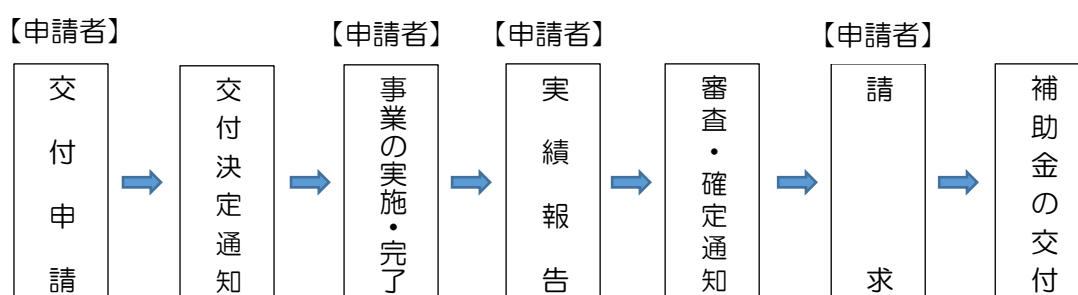 【申請者】
交付申請
交付決定通知
【申請者】
事業の実施・完了
【申請者】
実績報告
審査・確定通知
【申請者】
請求
補助金の交付